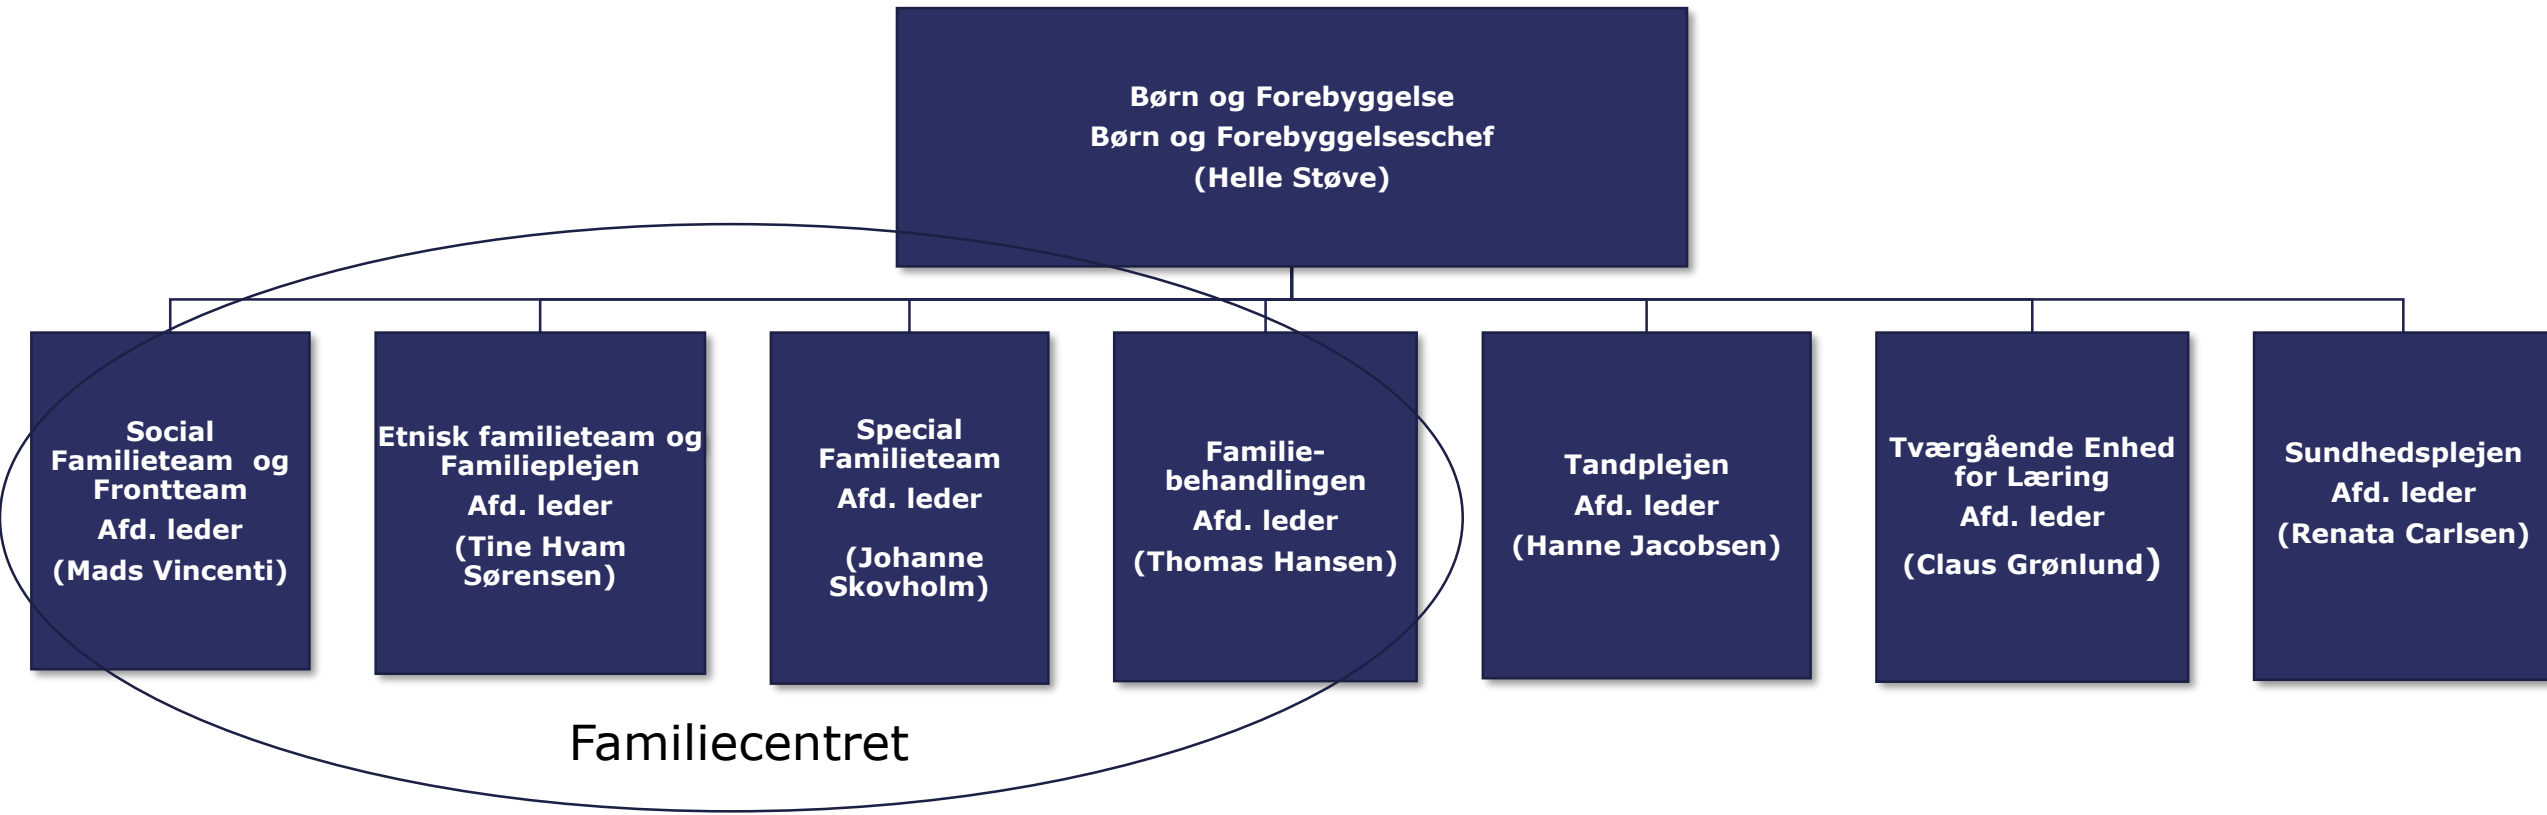 Børn og Forebyggelse
Børn og Forebyggelseschef
(Helle Støve)
Social
Familieteam og
Frontteam
Afd. leder
(Mads Vincenti)
Etnisk familieteam og
Familieplejen
Afd. leder
(Tine Hvam
Sørensen)
Special
Familieteam
Afd. leder
(Johanne
Skovholm)
Familie-
behandlingen
Afd. leder
(Thomas Hansen)
Tandplejen
Afd. leder
(Hanne Jacobsen)
Tværgående Enhed
for Læring
Afd. leder
(Claus Grønlund)
Sundhedsplejen
Afd. leder
(Renata Carlsen)
Familiecentret